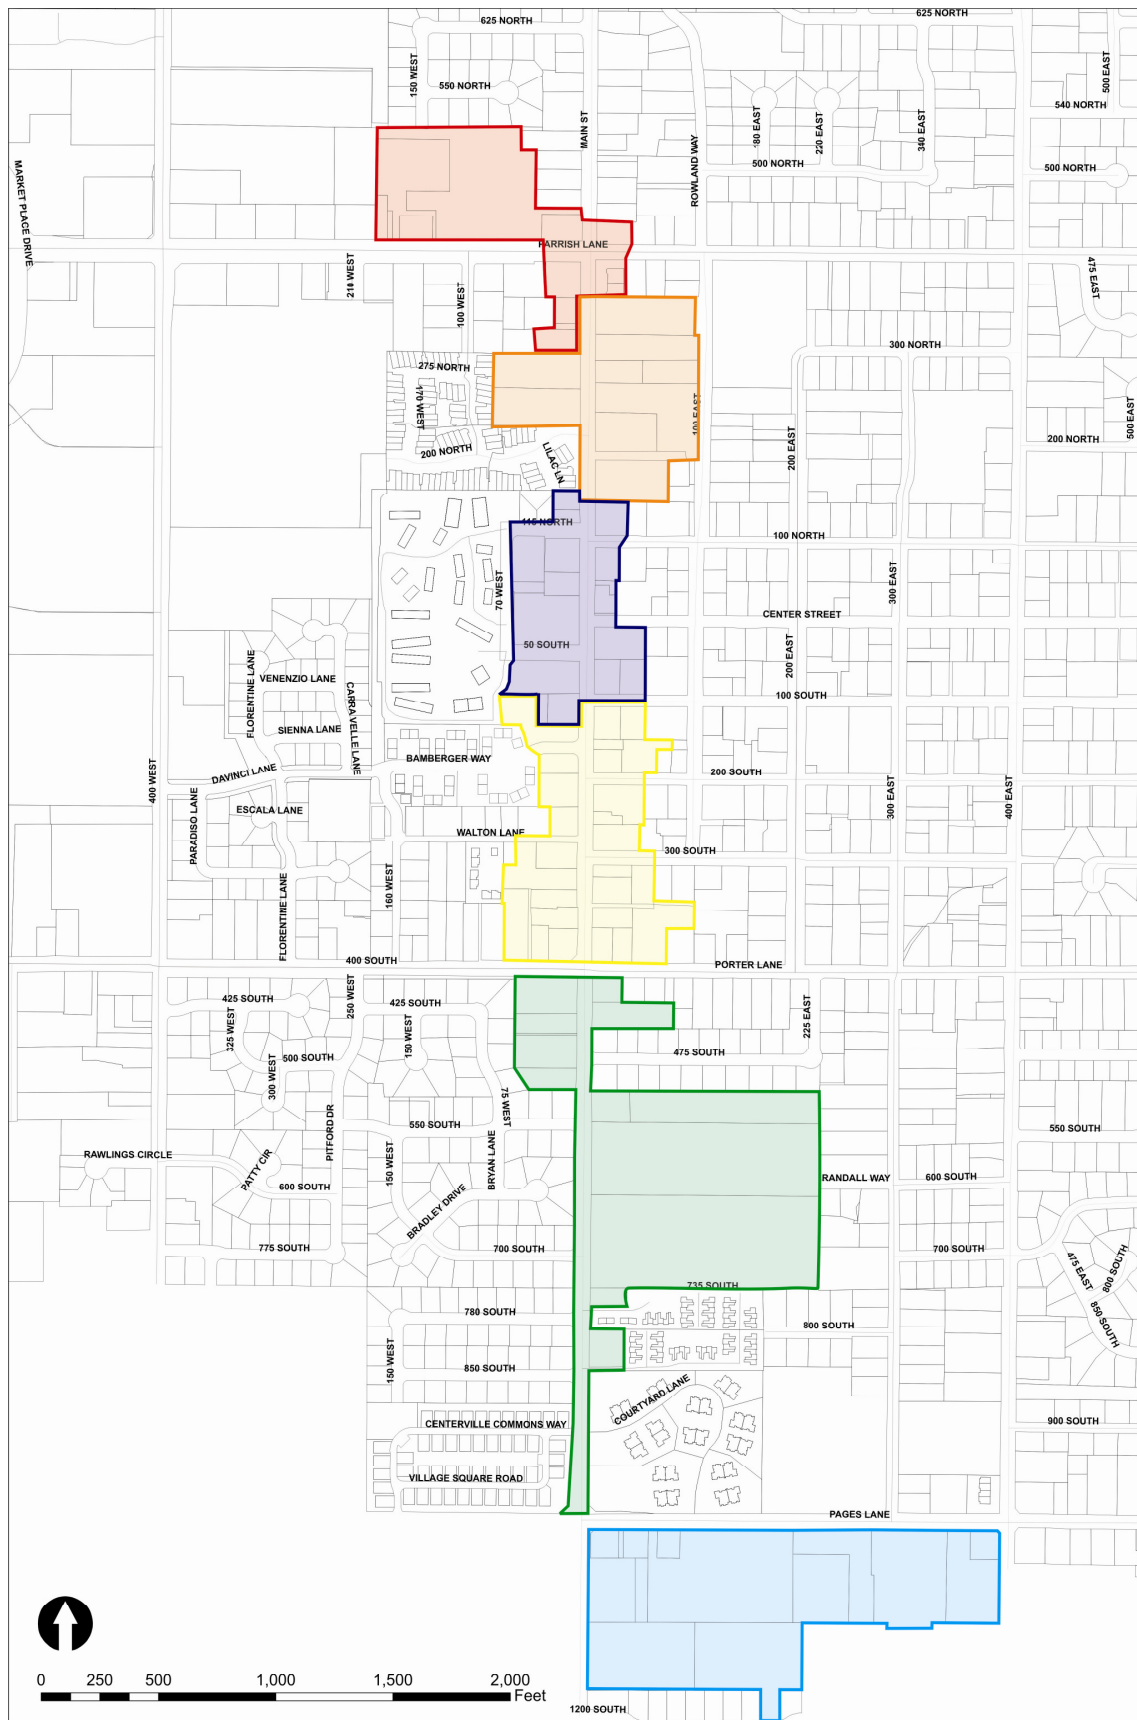 625 NORTH
625 NORTH
150 WEST
550 NORTH
MAIN ST
180 EAST
220 EAST
340 EAST
500 EAST
540 NORTH
ROWLAND WAY
500 NORTH
500 NORTH
MARKET PLACE DRIVE
PARRISH LANE
210 WEST
100 WEST
475 EAST
300 NORTH
275 NORTH
170 WEST
100 EAST
200 EAST
500 EAST
200 NORTH
200 NORTH
LILAC LN
115 NORTH
100 NORTH
70 WEST
300 EAST
CENTER STREET
50 SOUTH
200 EAST
FLORENTINE LANE
VENENZIO LANE
CARRAVELLE LANE
100 SOUTH
SIENNA LANE
BAMBERGER WAY
DAVINCI LANE
200 SOUTH
400 WEST
300 EAST
400 EAST
ESCALA LANE
PARADISO LANE
WALTON LANE
300 SOUTH
160 WEST
FLORENTINE LANE
400 SOUTH
PORTER LANE
250 WEST
425 SOUTH
425 SOUTH
325 WEST
150 WEST
225 EAST
500 SOUTH
475 SOUTH
300 WEST
75 WEST
PITFORD DR
550 SOUTH
550 SOUTH
RAWLINGS CIRCLE
PATTY CIR
150 WEST
BRYAN LANE
600 SOUTH
RANDALL WAY
600 SOUTH
BRADLEY DRIVE
775 SOUTH
700 SOUTH
700 SOUTH
475 EAST
800 SOUTH
735 SOUTH
780 SOUTH
800 SOUTH
850 SOUTH
150 WEST
850 SOUTH
COURTYARD LANE
CENTERVILLE COMMONS WAY
900 SOUTH
VILLAGE SQUARE ROAD
PAGES LANE
0 250 500 1,000 1,500 2,000
Feet
1200 SOUTH